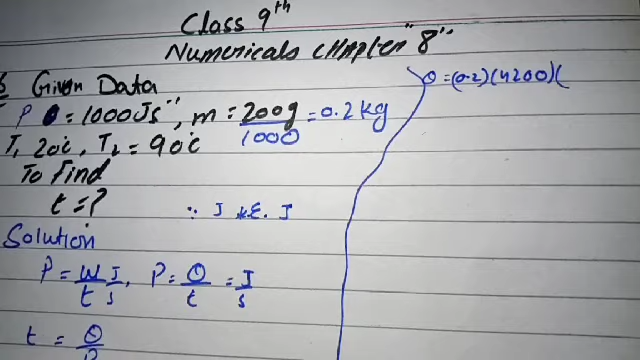 Class 9th
Numericals chapter "8"
Given Data
P = 1000Js⁻¹, m = 200g/1000 = 0.2kg
T₁ 20°C, T₂ = 90°C
To Find
t = ?
∵ J K.E. J
Solution
P = W/t J/s, P = Q/t = J/s
t = Q/P
Q = (0.2)(4200)(